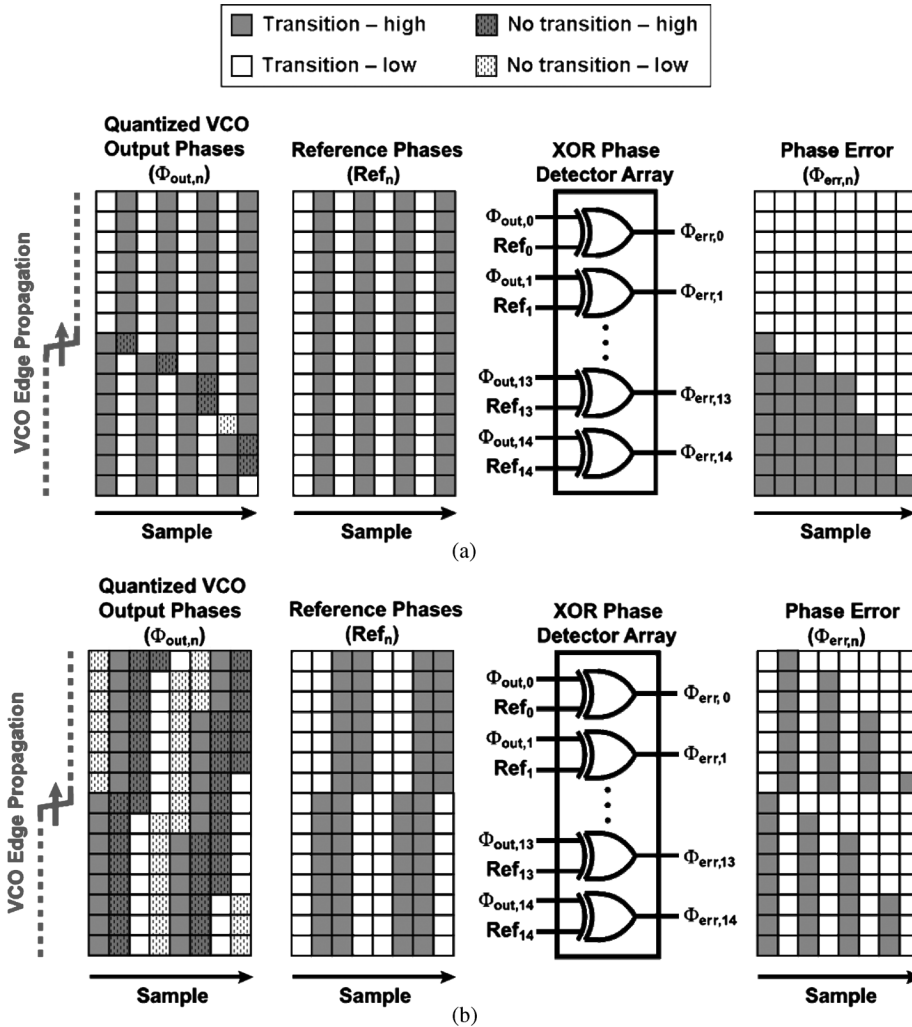 Transition – high
No transition – high
Transition – low
No transition – low
Quantized VCO
Output Phases
(Φout,n)
Reference Phases
(Refn)
XOR Phase
Detector Array
Phase Error
(Φerr,n)
VCO Edge Propagation
Φout,0
Ref0
Φerr,0
Φout,1
Ref1
Φerr,1
Φout,13
Ref13
Φerr,13
Φout,14
Ref14
Φerr,14
Sample
Sample
Sample
(a)
Quantized VCO
Output Phases
(Φout,n)
Reference Phases
(Refn)
XOR Phase
Detector Array
Phase Error
(Φerr,n)
VCO Edge Propagation
Φout,0
Ref0
Φerr,0
Φout,1
Ref1
Φerr,1
Φout,13
Ref13
Φerr,13
Φout,14
Ref14
Φerr,14
Sample
Sample
Sample
(b)